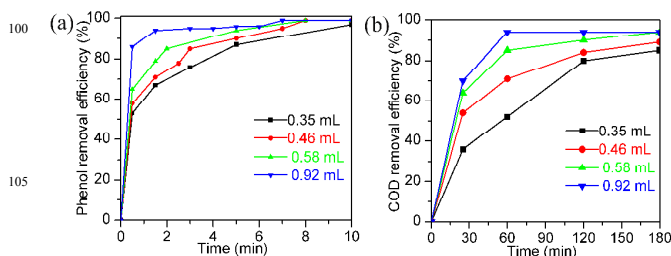 100
105
(a)
Phenol removal efficiency (%)
100
80
60
40
20
0
0.35 mL
0.46 mL
0.58 mL
0.92 mL
0 2 4 6 8 10
Time (min)
(b)
COD removal efficiency (%)
100
80
60
40
20
0
0.35 mL
0.46 mL
0.58 mL
0.92 mL
0 30 60 90 120 150 180
Time (min)